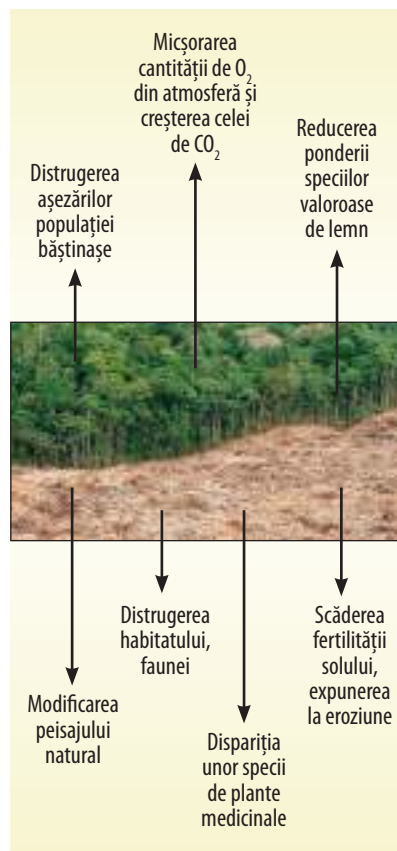 Micșorarea
cantității de O₂
din atmosferă și
creșterea celei
de CO₂
Distrugerea
așezărilor
populației
băștinașe
Reducerea
ponderii
speciilor
valoroase
de lemn
Distrugerea
habitatului,
faunei
Scăderea
fertilității
solului,
expunerea
la eroziune
Modificarea
peisajului
natural
Dispariția
unor specii
de plante
medicinale